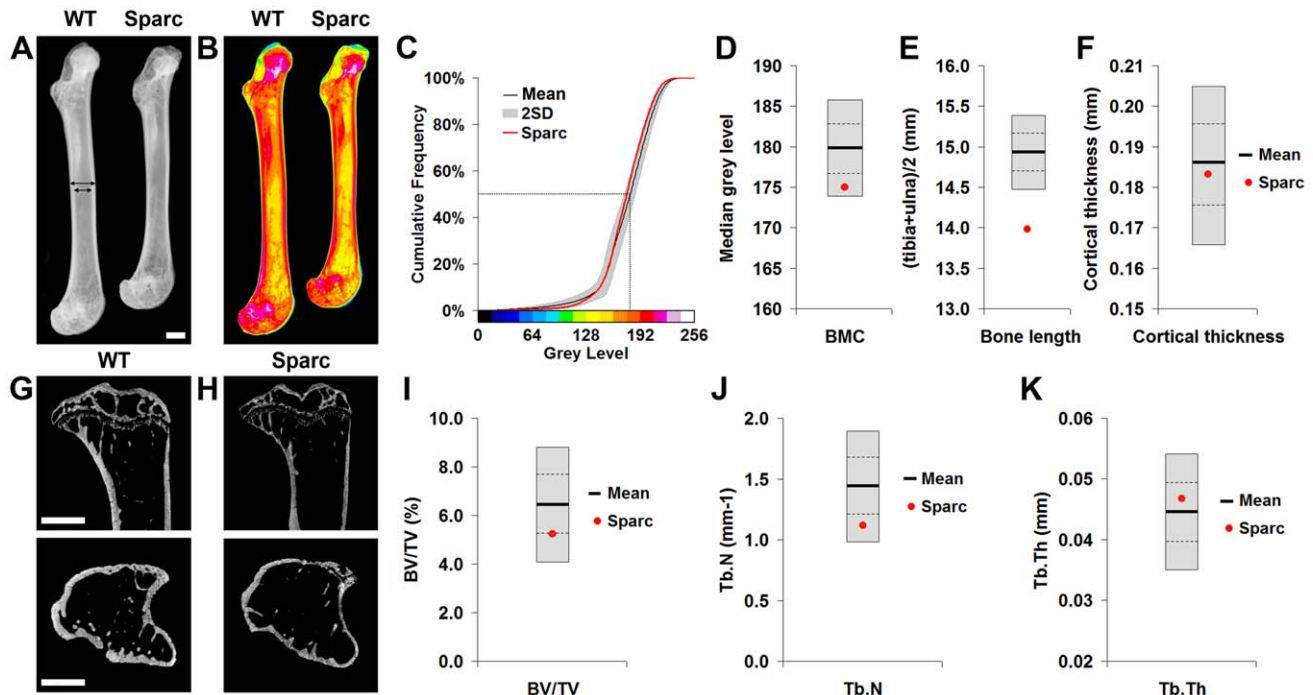 WT Sparc WT Sparc
A B C D E F
Cumulative Frequency
100%
80%
60%
40%
20%
0%
Mean
2SD
Sparc
0 64 128 192 256
Grey Level
Median grey level
190
185
180
175
170
165
160
BMC
(tibia+ulna)/2 (mm)
16.0
15.5
15.0
14.5
14.0
13.5
13.0
Bone length
Cortical thickness (mm)
0.21
0.20
0.19
0.18
0.17
0.16
0.15
Cortical thickness
Mean
Sparc
WT Sparc
G H I J K
BV/TV (%)
10.0
8.0
6.0
4.0
2.0
0.0
BV/TV
Mean
Sparc
Tb.N (mm-1)
2.0
1.5
1.0
0.5
0.0
Tb.N
Mean
Sparc
Tb.Th (mm)
0.06
0.05
0.04
0.03
0.02
Tb.Th
Mean
Sparc